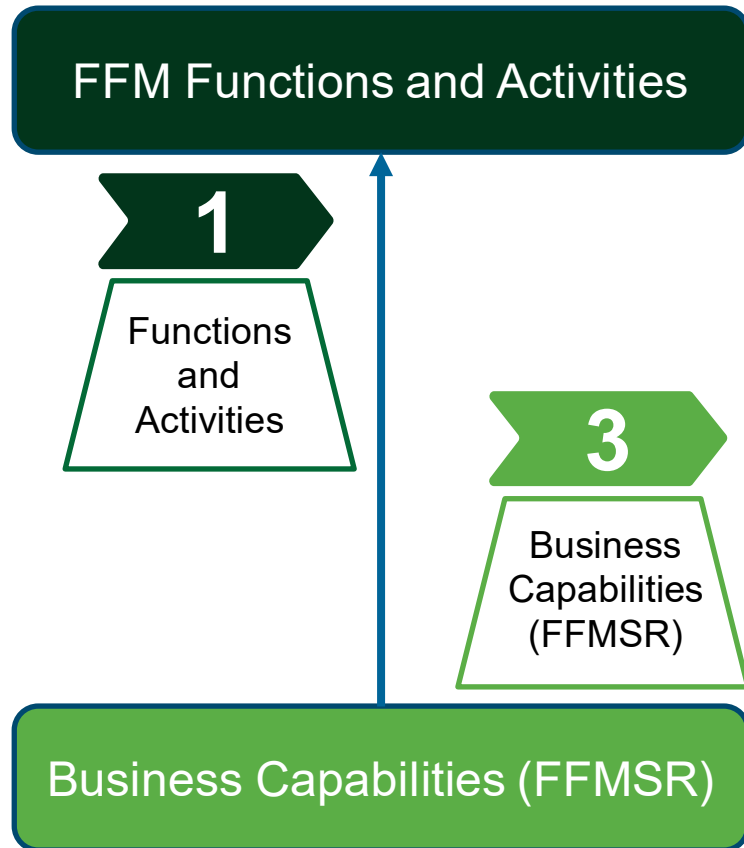 FFM Functions and Activities
1
Functions
and
Activities
3
Business
Capabilities
(FFMSR)
Business Capabilities (FFMSR)